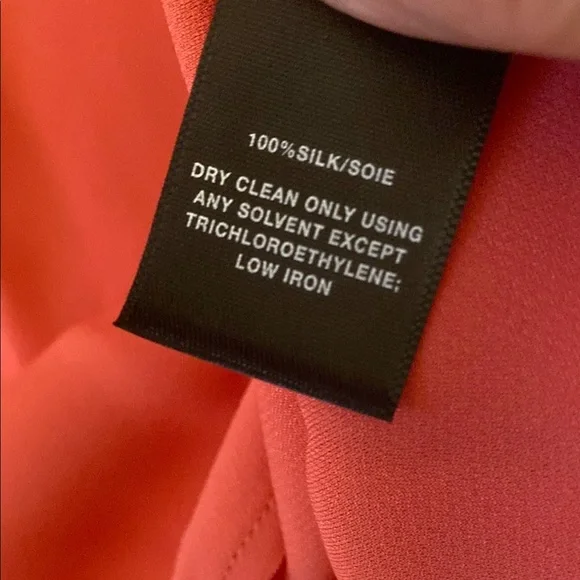 100%SILK/SOIE
DRY CLEAN ONLY USING
ANY SOLVENT EXCEPT
TRICHLOROETHYLENE;
LOW IRON